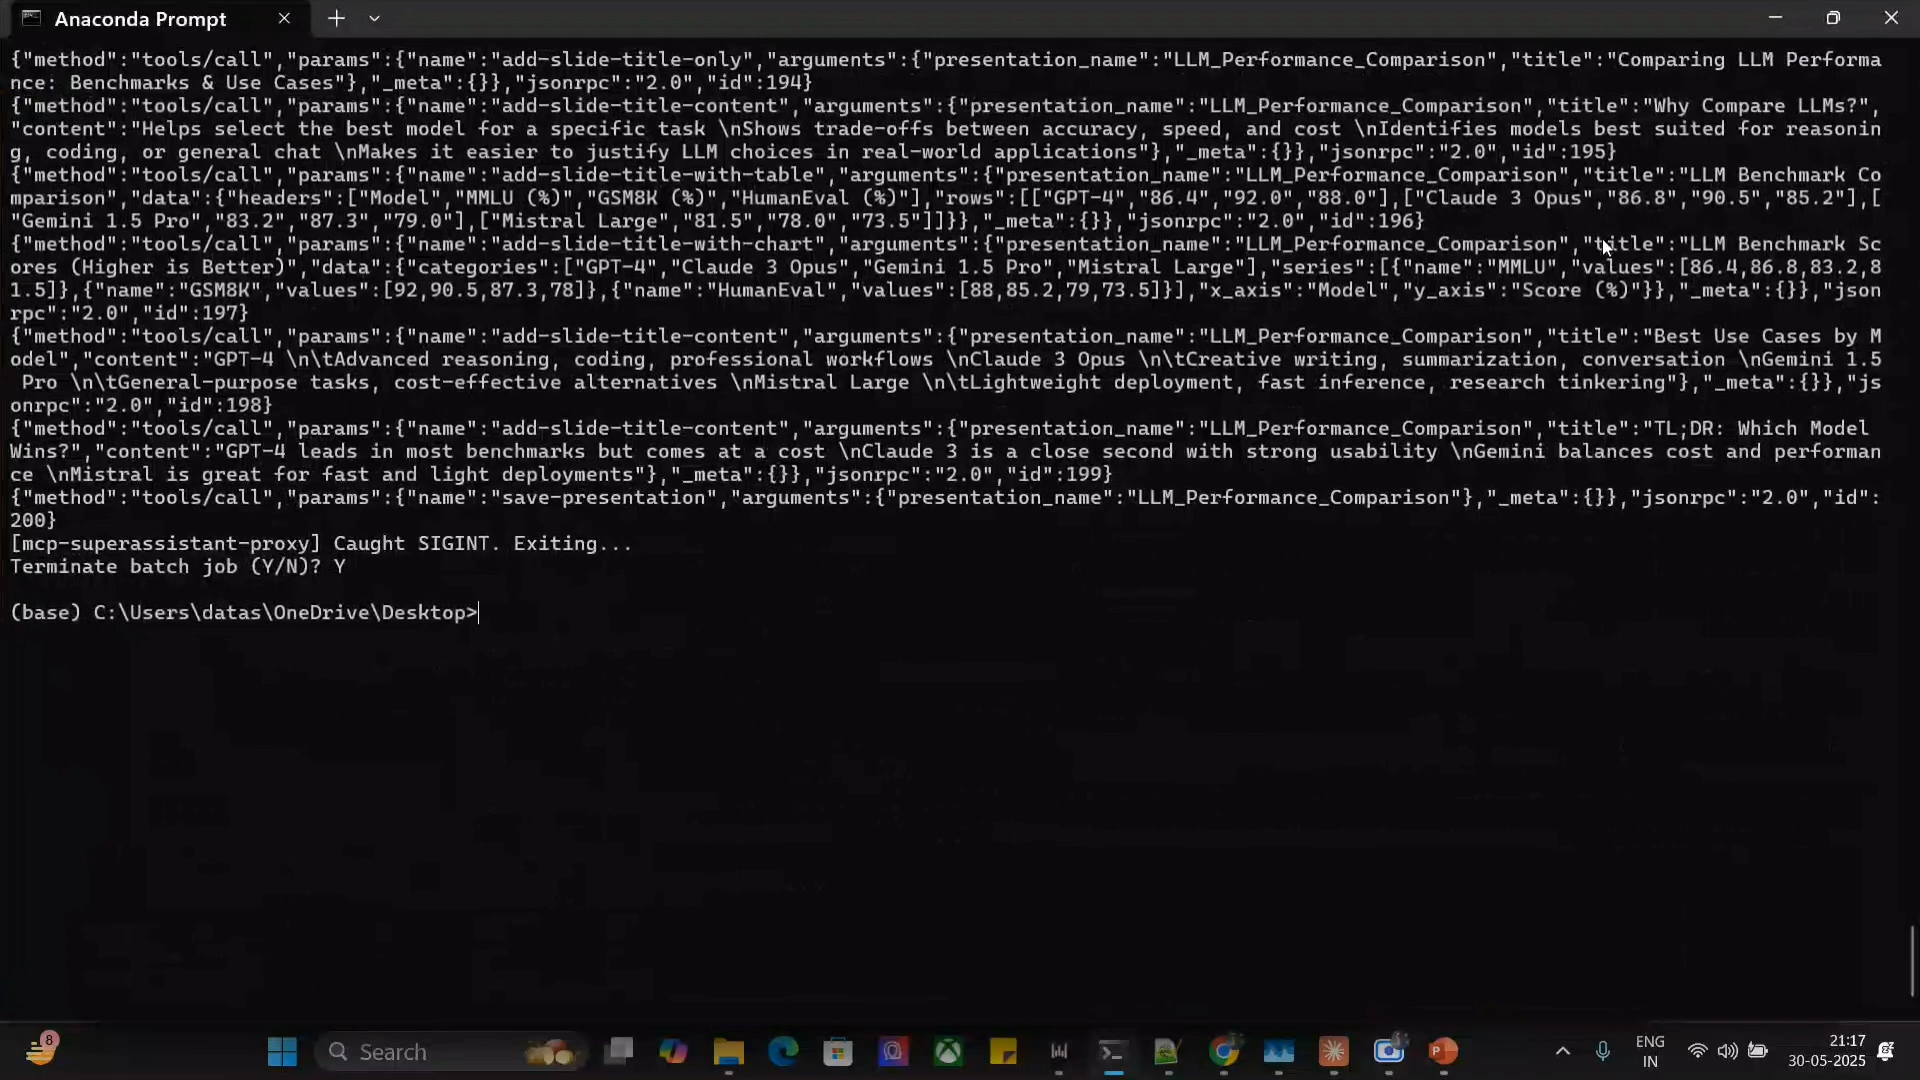 Anaconda Prompt
{"method":"tools/call","params":{"name":"add-slide-title-only","arguments":{"presentation_name":"LLM_Performance_Comparison","title":"Comparing LLM Performa
nce: Benchmarks & Use Cases"},"_meta":{}},"jsonrpc":"2.0","id":194}
{"method":"tools/call","params":{"name":"add-slide-title-content","arguments":{"presentation_name":"LLM_Performance_Comparison","title":"Why Compare LLMs?",
"content":"Helps select the best model for a specific task \nShows trade-offs between accuracy, speed, and cost \nIdentifies models best suited for reasonin
g, coding, or general chat \nMakes it easier to justify LLM choices in real-world applications"},"_meta":{}},"jsonrpc":"2.0","id":195}
{"method":"tools/call","params":{"name":"add-slide-title-with-table","arguments":{"presentation_name":"LLM_Performance_Comparison","title":"LLM Benchmark Co
mparison","data":{"headers":["Model","MMLU (%)","GSM8K (%)","HumanEval (%)"],"rows":[["GPT-4","86.4","92.0","88.0"],["Claude 3 Opus","86.8","90.5","85.2"],[
"Gemini 1.5 Pro","83.2","87.3","79.0"],["Mistral Large","81.5","78.0","73.5"]]}},"_meta":{}},"jsonrpc":"2.0","id":196}
{"method":"tools/call","params":{"name":"add-slide-title-with-chart","arguments":{"presentation_name":"LLM_Performance_Comparison","title":"LLM Benchmark Sc
ores (Higher is Better)","data":{"categories":["GPT-4","Claude 3 Opus","Gemini 1.5 Pro","Mistral Large"],"series":[{"name":"MMLU","values":[86.4,86.8,83.2,8
1.5]},{"name":"GSM8K","values":[92,90.5,87.3,78]},{"name":"HumanEval","values":[88,85.2,79,73.5]}],"x_axis":"Model","y_axis":"Score (%)"}},"_meta":{}},"json
rpc":"2.0","id":197}
{"method":"tools/call","params":{"name":"add-slide-title-content","arguments":{"presentation_name":"LLM_Performance_Comparison","title":"Best Use Cases by M
odel","content":"GPT-4 \n\tAdvanced reasoning, coding, professional workflows \nClaude 3 Opus \n\tCreative writing, summarization, conversation \nGemini 1.5
 Pro \n\tGeneral-purpose tasks, cost-effective alternatives \nMistral Large \n\tLightweight deployment, fast inference, research tinkering"},"_meta":{}},"js
onrpc":"2.0","id":198}
{"method":"tools/call","params":{"name":"add-slide-title-content","arguments":{"presentation_name":"LLM_Performance_Comparison","title":"TL;DR: Which Model
Wins?","content":"GPT-4 leads in most benchmarks but comes at a cost \nClaude 3 is a close second with strong usability \nGemini balances cost and performan
ce \nMistral is great for fast and light deployments"},"_meta":{}},"jsonrpc":"2.0","id":199}
{"method":"tools/call","params":{"name":"save-presentation","arguments":{"presentation_name":"LLM_Performance_Comparison"},"_meta":{}},"jsonrpc":"2.0","id":
200}
[mcp-superassistant-proxy] Caught SIGINT. Exiting...
Terminate batch job (Y/N)? Y
(base) C:\Users\datas\OneDrive\Desktop>
8
Search
ENG
IN
21:17
30-05-2025